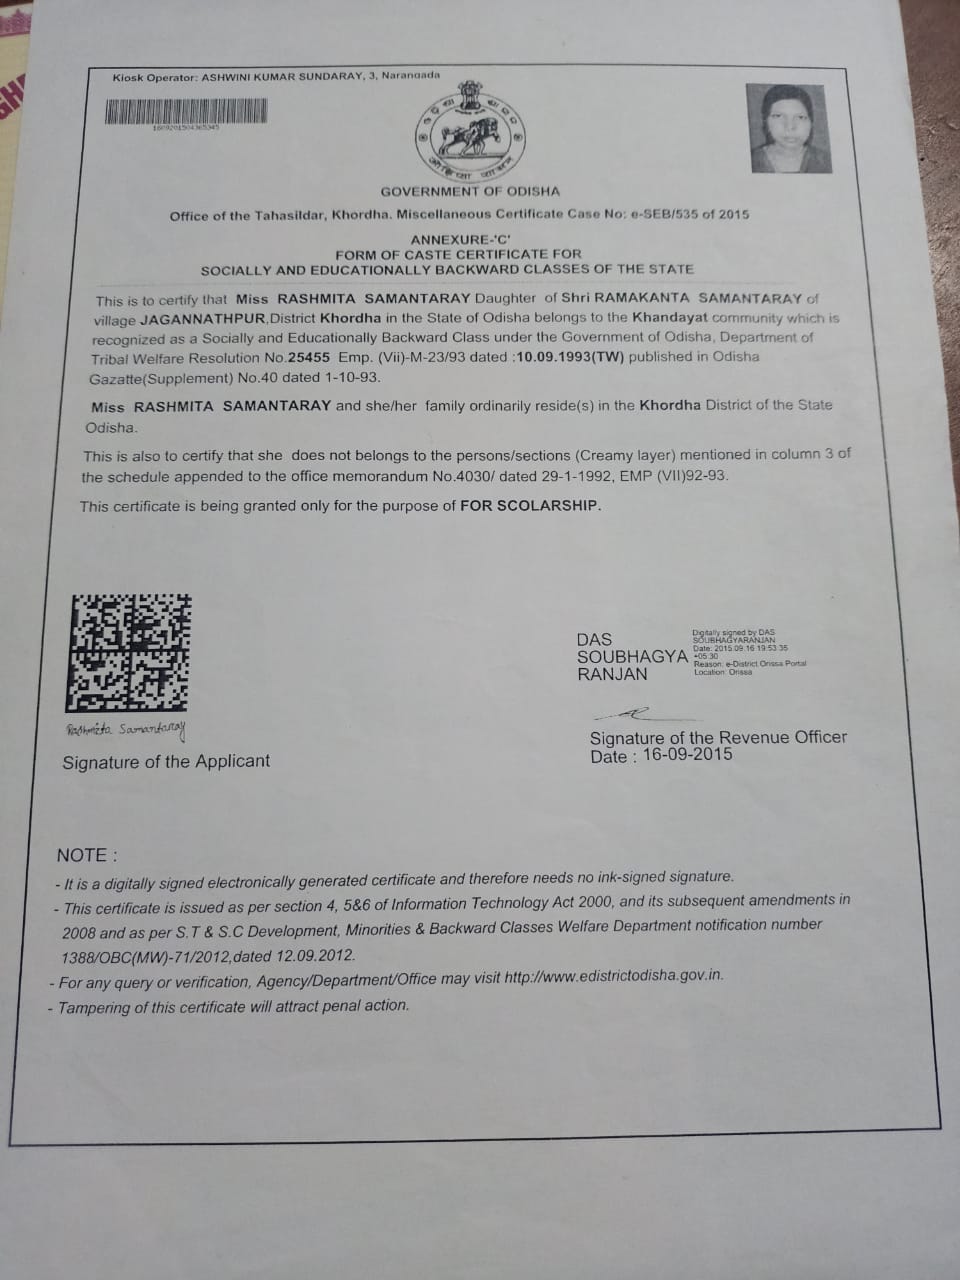 Kiosk Operator: ASHWINI KUMAR SUNDARAY, 3, Narangada
160920150436S345
GOVERNMENT OF ODISHA
Office of the Tahasildar, Khordha. Miscellaneous Certificate Case No: e-SEB/535 of 2015
ANNEXURE-'C'
FORM OF CASTE CERTIFICATE FOR
SOCIALLY AND EDUCATIONALLY BACKWARD CLASSES OF THE STATE
This is to certify that Miss RASHMITA SAMANTARAY Daughter of Shri RAMAKANTA SAMANTARAY of
village JAGANNATHPUR,District Khordha in the State of Odisha belongs to the Khandayat community which is
recognized as a Socially and Educationally Backward Class under the Government of Odisha, Department of
Tribal Welfare Resolution No.25455 Emp. (Vii)-M-23/93 dated :10.09.1993(TW) published in Odisha
Gazatte(Supplement) No.40 dated 1-10-93.
Miss RASHMITA SAMANTARAY and she/her family ordinarily reside(s) in the Khordha District of the State
Odisha.
This is also to certify that she does not belongs to the persons/sections (Creamy layer) mentioned in column 3 of
the schedule appended to the office memorandum No.4030/ dated 29-1-1992, EMP (VII)92-93.
This certificate is being granted only for the purpose of FOR SCOLARSHIP.
DAS
SOUBHAGYA
RANJAN
Digitally signed by DAS
SOUBHAGYARANJAN
Date: 2015.09.16 19:53:35
+05:30
Reason: e-District Orissa Portal
Location: Orissa
Rashmita Samantaray
Signature of the Applicant
Signature of the Revenue Officer
Date : 16-09-2015
NOTE :
- It is a digitally signed electronically generated certificate and therefore needs no ink-signed signature.
- This certificate is issued as per section 4, 5&6 of Information Technology Act 2000, and its subsequent amendments in
2008 and as per S.T & S.C Development, Minorities & Backward Classes Welfare Department notification number
1388/OBC(MW)-71/2012,dated 12.09.2012.
- For any query or verification, Agency/Department/Office may visit http://www.edistrictodisha.gov.in.
- Tampering of this certificate will attract penal action.